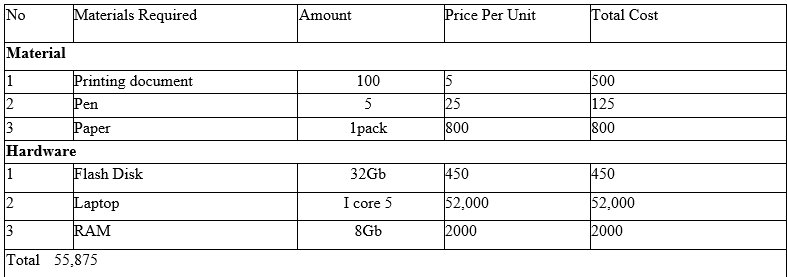 No Materials Required Amount Price Per Unit Total Cost
Material
1 Printing document 100 5 500
2 Pen 5 25 125
3 Paper 1pack 800 800
Hardware
1 Flash Disk 32Gb 450 450
2 Laptop I core 5 52,000 52,000
3 RAM 8Gb 2000 2000
Total 55,875